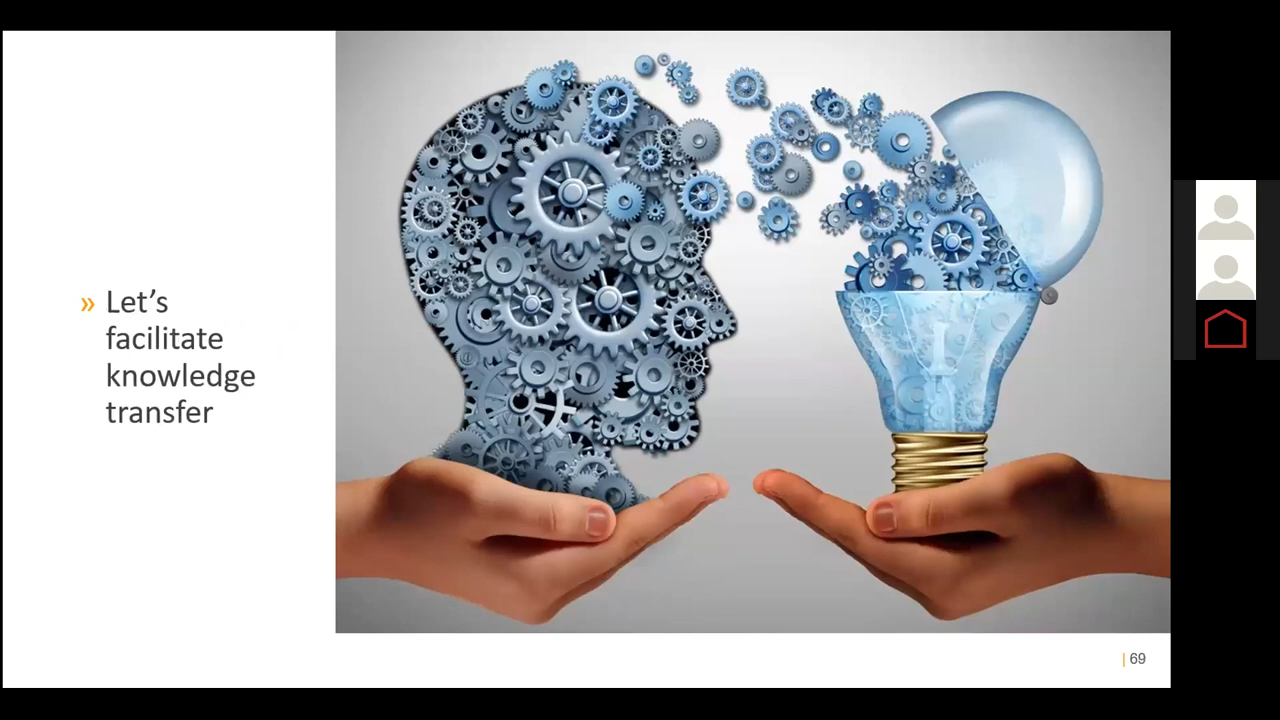 » Let’s
facilitate
knowledge
transfer
| 69